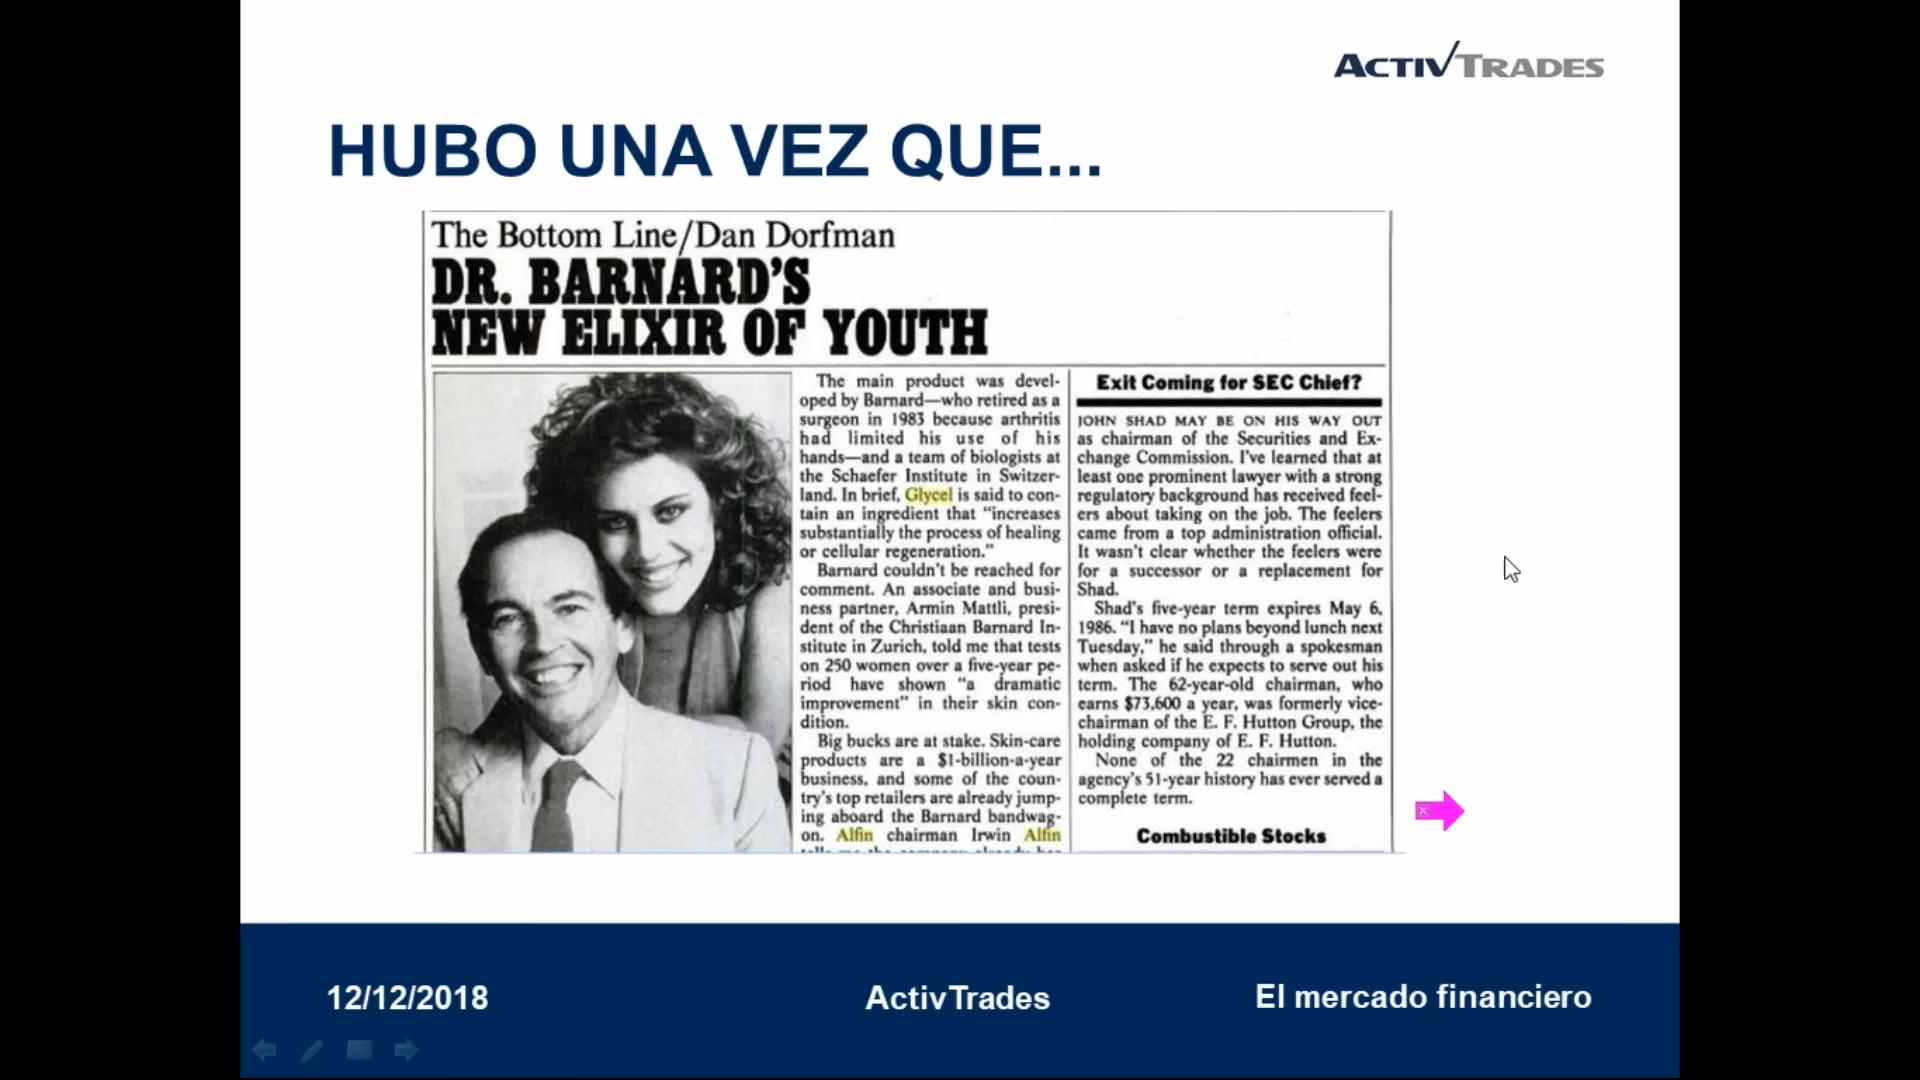 ACTIVTRADES
HUBO UNA VEZ QUE...
The Bottom Line/Dan Dorfman
DR. BARNARD'S
NEW ELIXIR OF YOUTH
The main product was devel-
oped by Barnard—who retired as a
surgeon in 1983 because arthritis
had limited his use of his
hands—and a team of biologists at
the Schaefer Institute in Switzer-
land. In brief, Glycel is said to con-
tain an ingredient that "increases
substantially the process of healing
or cellular regeneration."
Barnard couldn't be reached for
comment. An associate and busi-
ness partner, Armin Mattli, presi-
dent of the Christiaan Barnard In-
stitute in Zurich, told me that tests
on 250 women over a five-year pe-
riod have shown "a dramatic
improvement" in their skin con-
dition.
Big bucks are at stake. Skin-care
products are a $1-billion-a-year
business, and some of the coun-
try's top retailers are already jump-
ing aboard the Barnard bandwag-
on. Alfin chairman Irwin Alfin
Exit Coming for SEC Chief?
JOHN SHAD MAY BE ON HIS WAY OUT
as chairman of the Securities and Ex-
change Commission. I've learned that at
least one prominent lawyer with a strong
regulatory background has received feel-
ers about taking on the job. The feelers
came from a top administration official.
It wasn't clear whether the feelers were
for a successor or a replacement for
Shad.
Shad's five-year term expires May 6,
1986. "I have no plans beyond lunch next
Tuesday," he said through a spokesman
when asked if he expects to serve out his
term. The 62-year-old chairman, who
earns $73,600 a year, was formerly vice-
chairman of the E. F. Hutton Group, the
holding company of E. F. Hutton.
None of the 22 chairmen in the
agency's 51-year history has ever served a
complete term.
Combustible Stocks
12/12/2018
ActivTrades
El mercado financiero